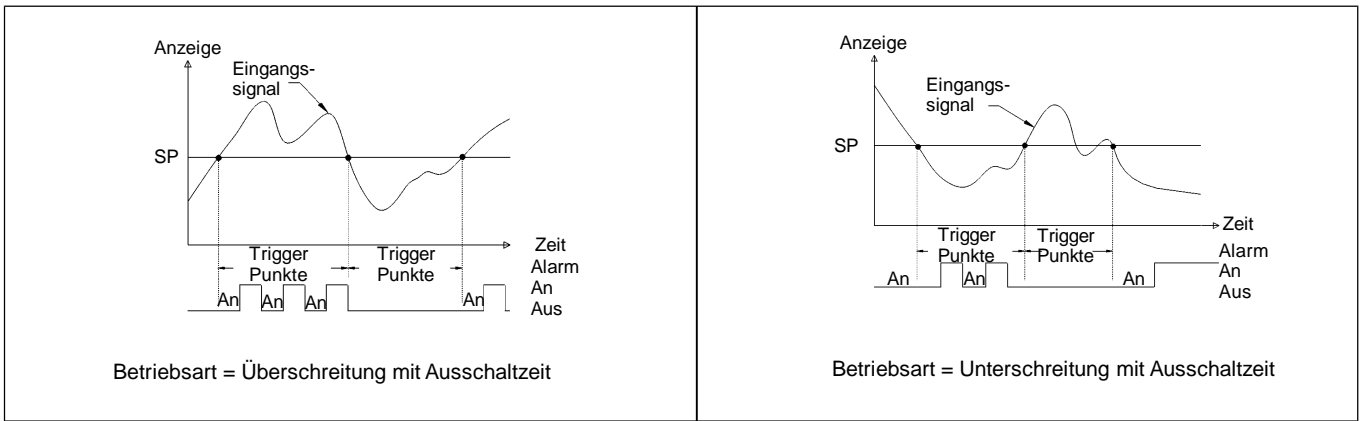 Anzeige
Eingangs-
signal
SP
Zeit
Trigger
Punkte
Trigger
Punkte
Alarm
An
Aus
An
An
An
An
Betriebsart = Überschreitung mit Ausschaltzeit
Anzeige
Eingangs-
signal
SP
Zeit
Trigger
Punkte
Trigger
Punkte
Alarm
An
Aus
An
An
An
Betriebsart = Unterschreitung mit Ausschaltzeit